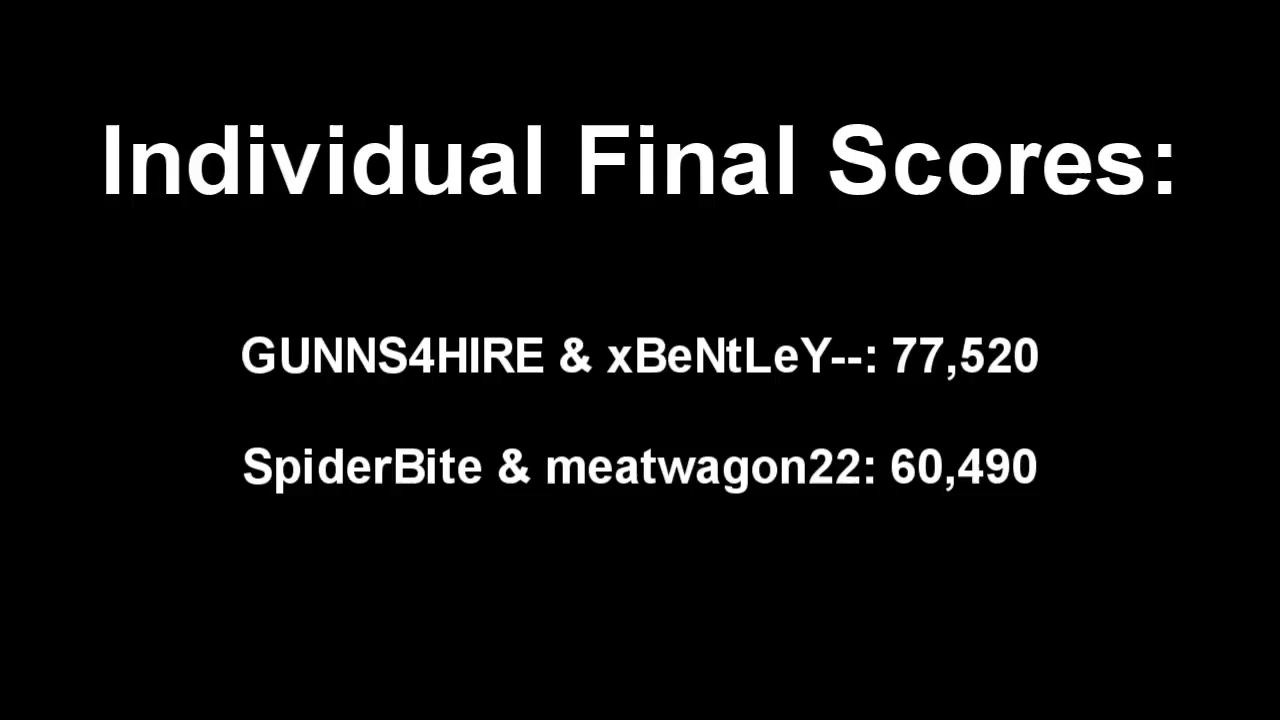 Individual Final Scores:
GUNNS4HIRE & xBeNtLeY--: 77,520
SpiderBite & meatwagon22: 60,490